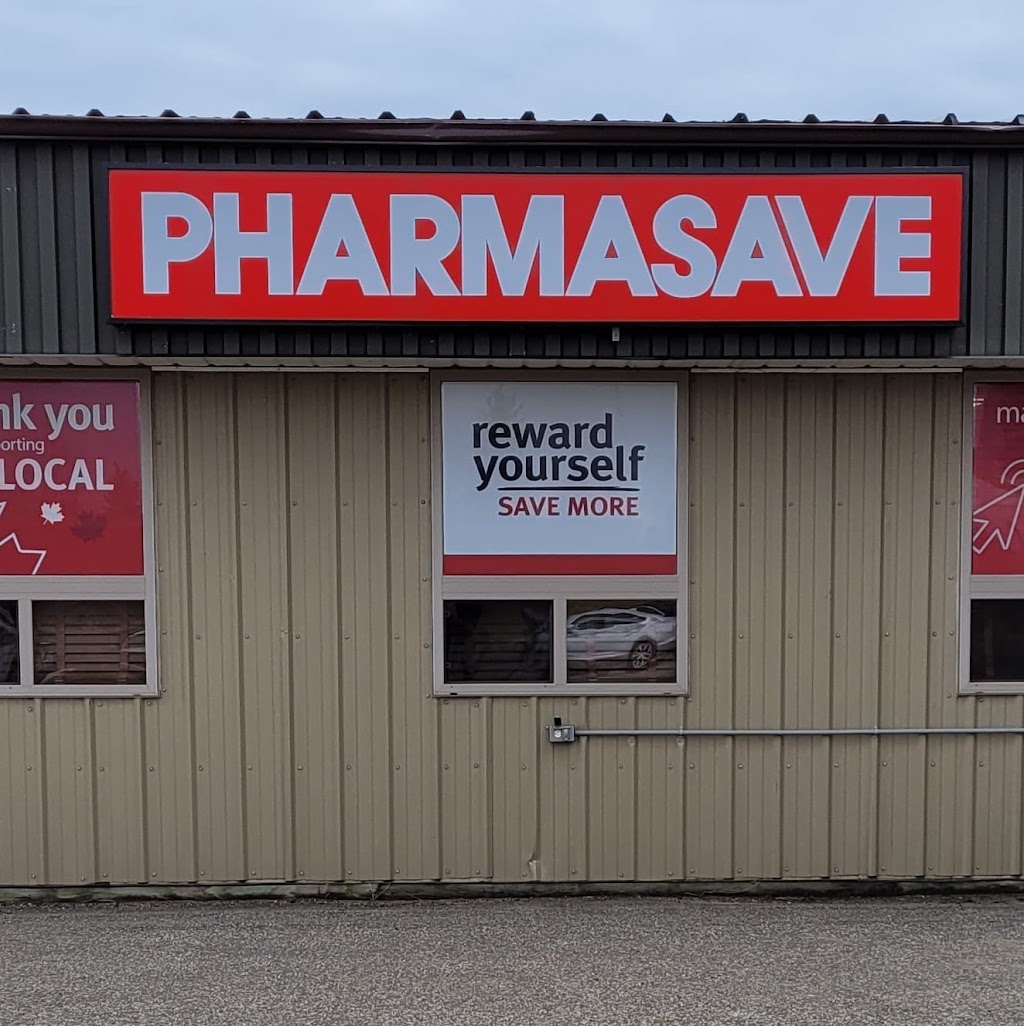 PHARMASAVE
nk you
orting
LOCAL
reward
yourself
SAVE MORE
ma